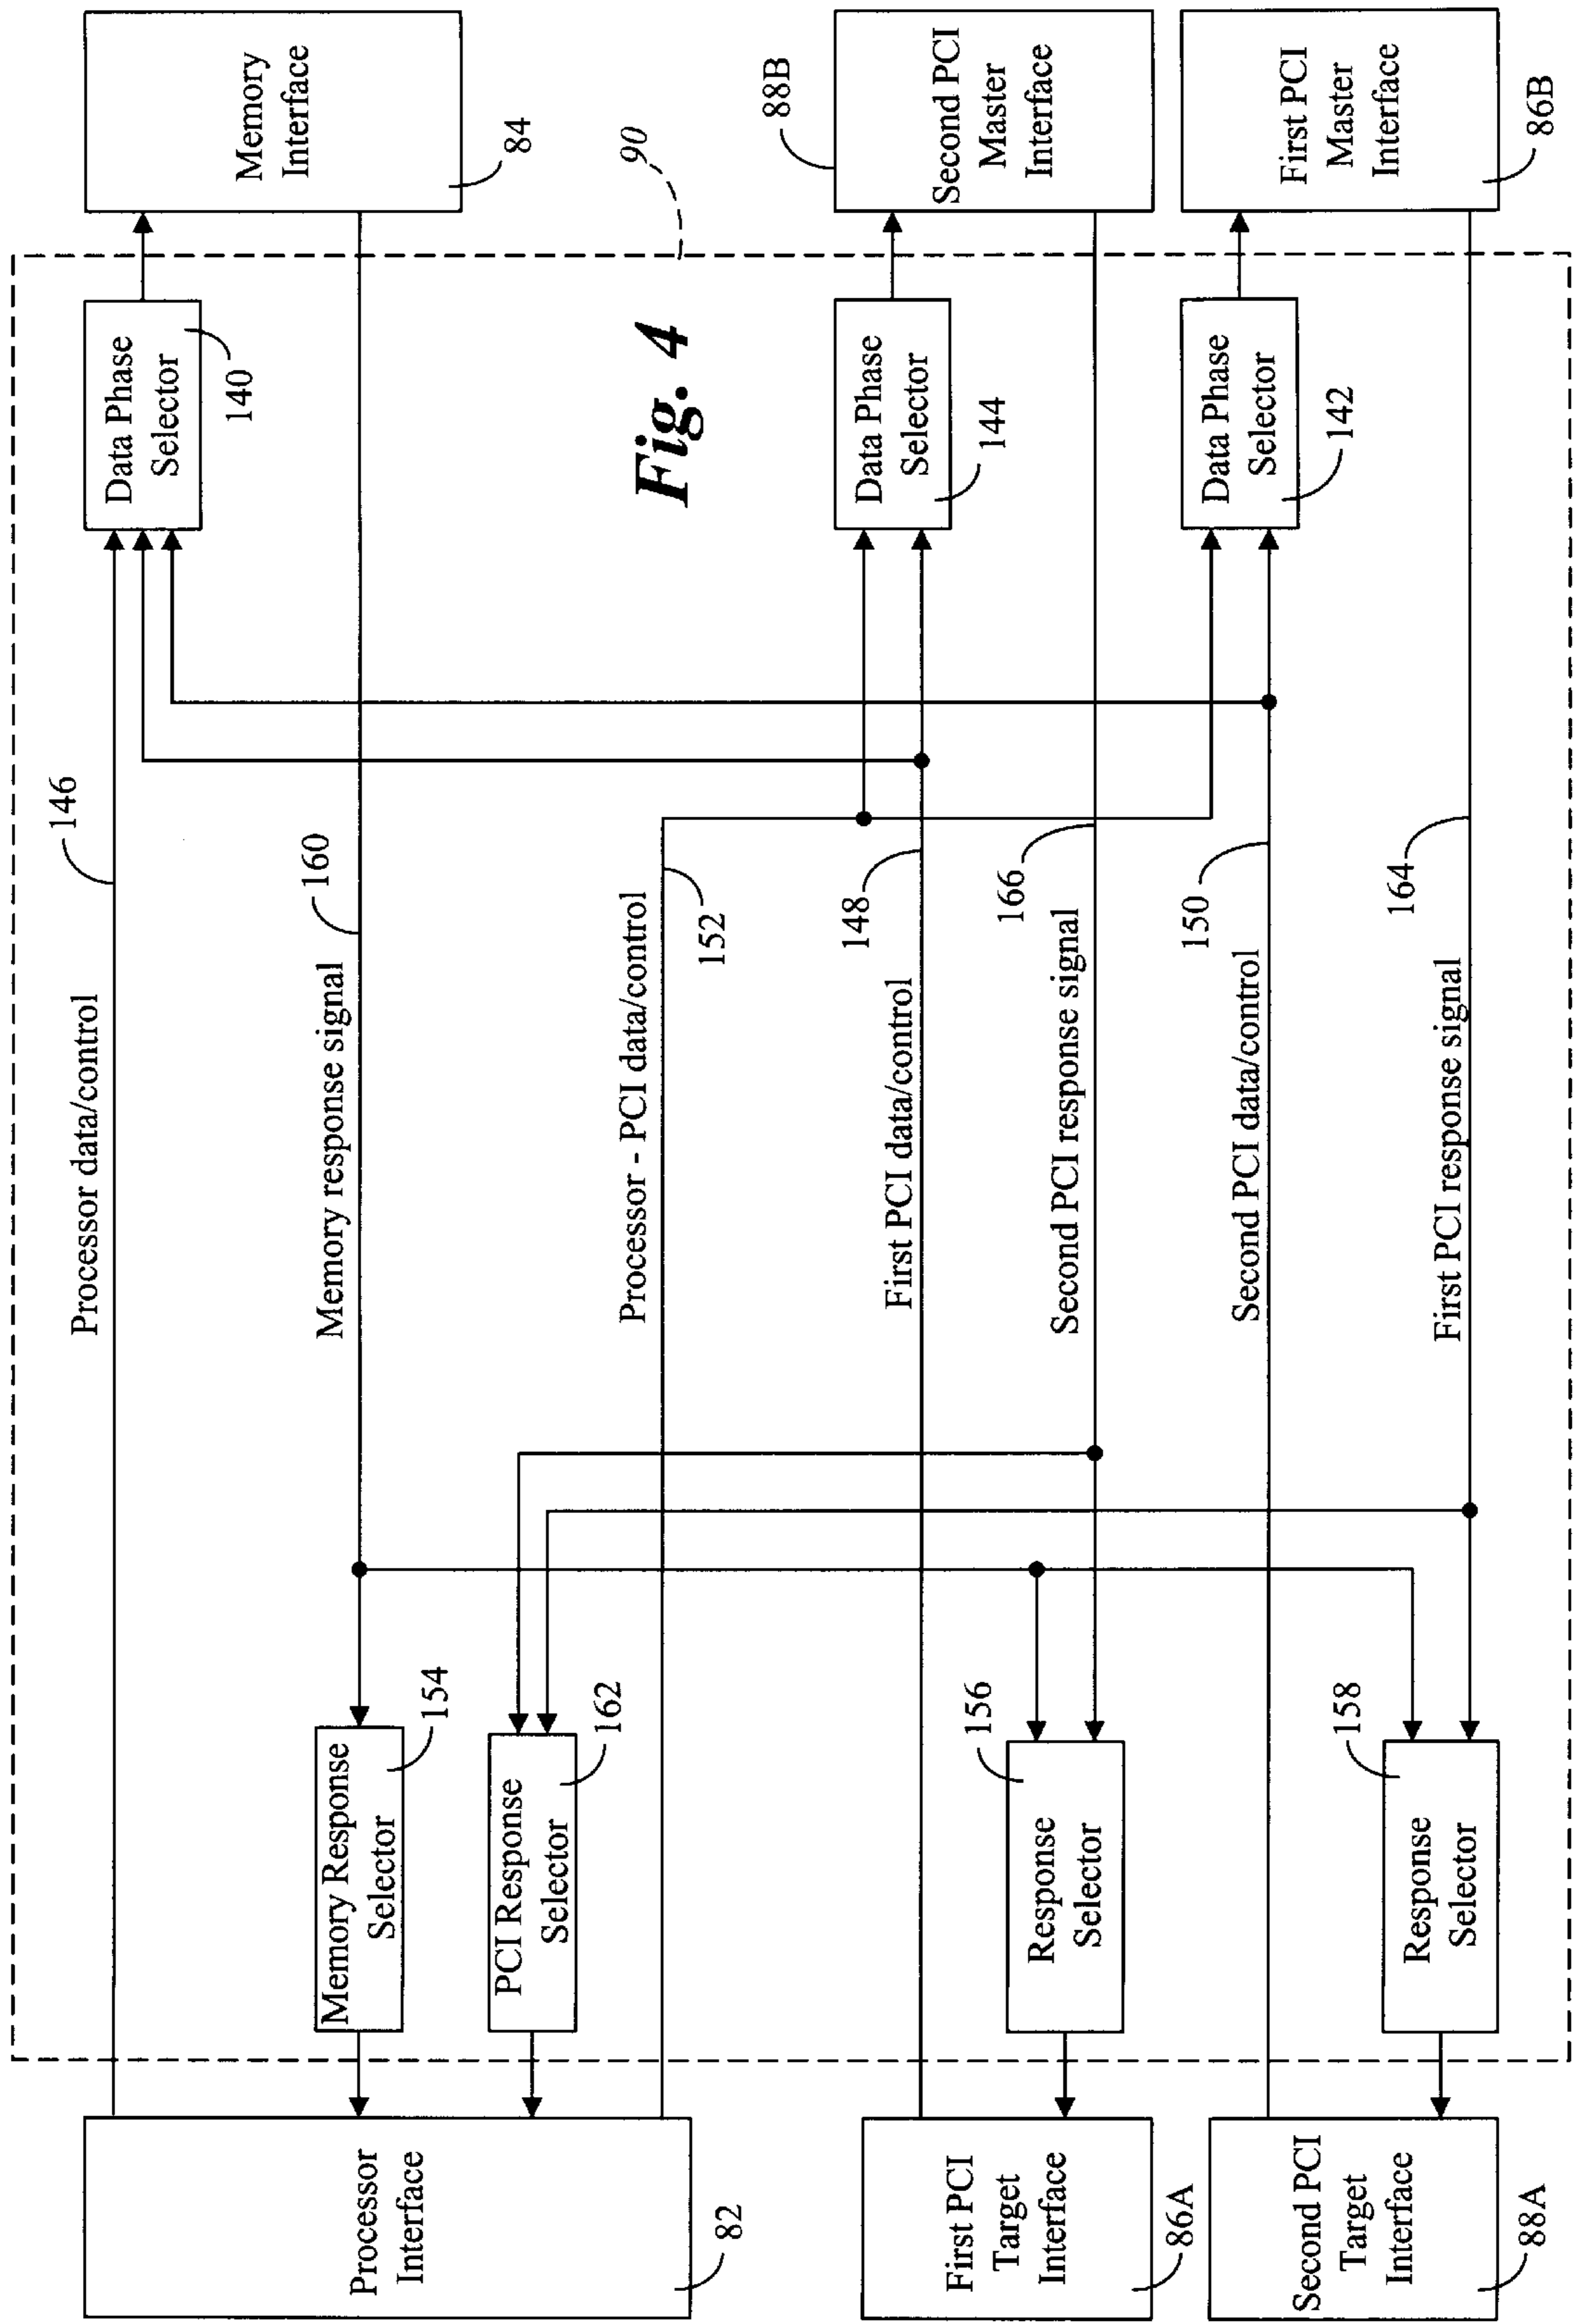 Processor
Interface
82
First PCI
Target
Interface
86A
Second PCI
Target
Interface
88A
Memory Response
Selector
154
PCI Response
Selector
162
Response
Selector
156
Response
Selector
158
Processor data/control
146
Memory response signal
160
Processor - PCI data/control
152
First PCI data/control
148
Second PCI response signal
166
Second PCI data/control
150
First PCI response signal
164
Data Phase
Selector
140
Fig. 4
Data Phase
Selector
144
Data Phase
Selector
142
90
Memory
Interface
84
88B
Second PCI
Master
Interface
First PCI
Master
Interface
86B